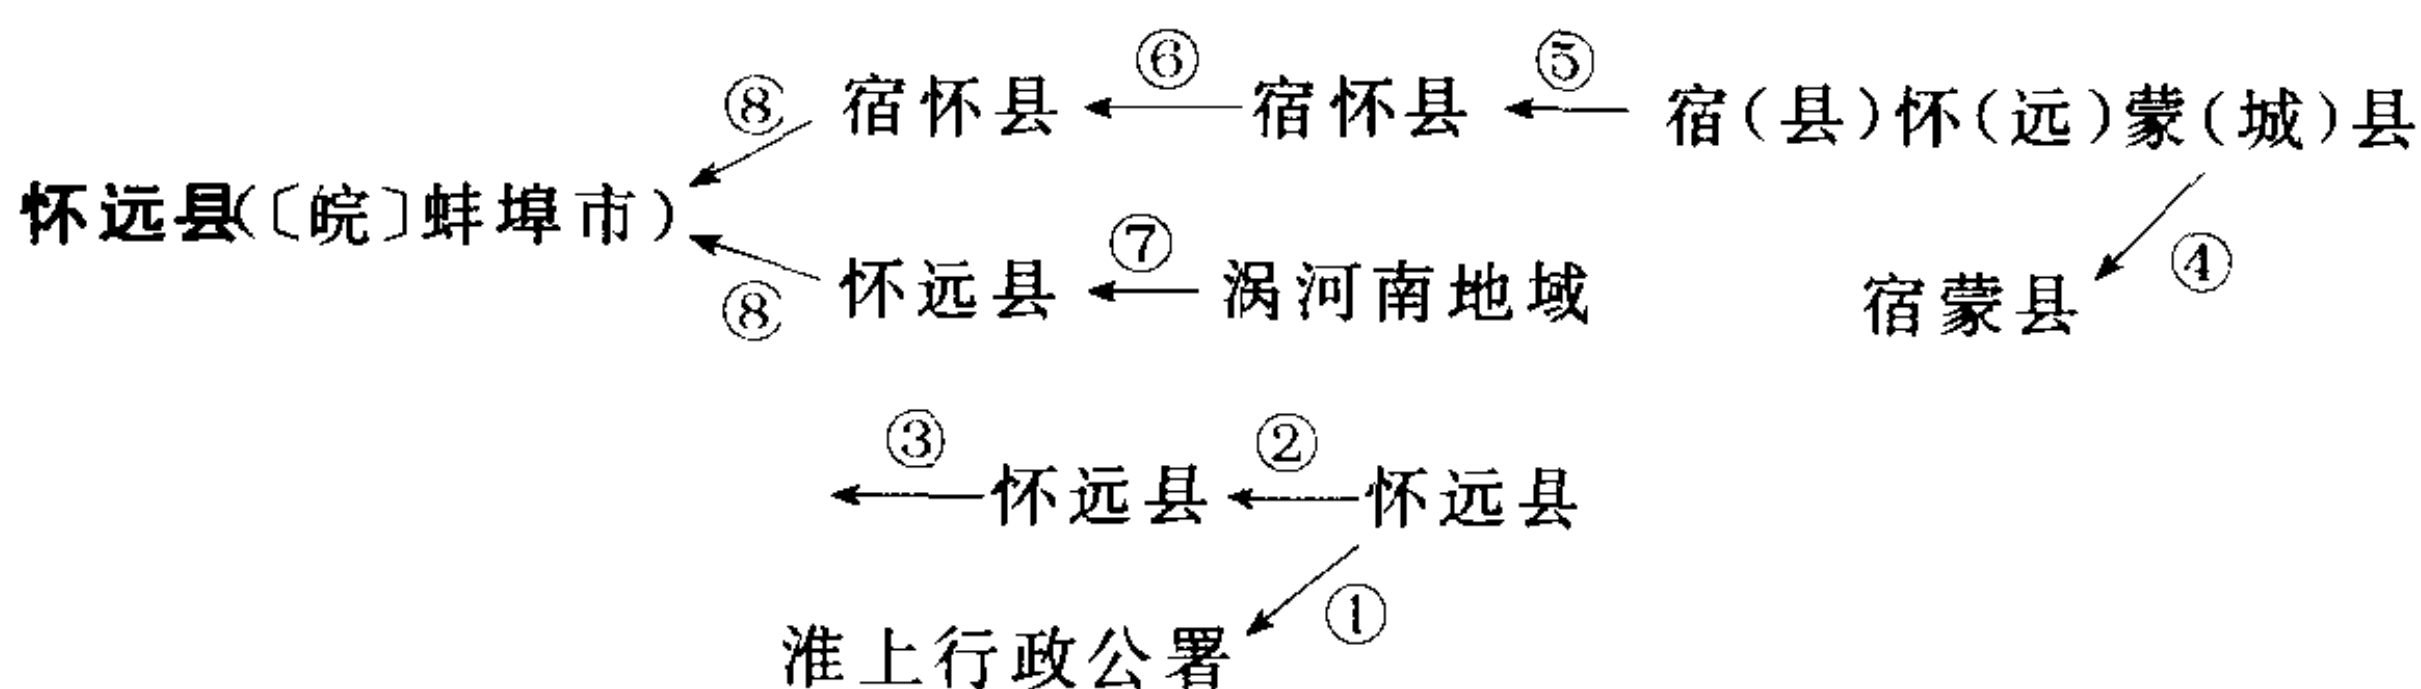 ⑥ ⑤
⑧ 宿怀县 宿怀县 宿(县)怀(远)蒙(城)县
怀远县(〔皖〕蚌埠市)
⑦ ④
⑧ 怀远县 涡河南地域 宿蒙县
③ ②
怀远县 怀远县
①
淮上行政公署